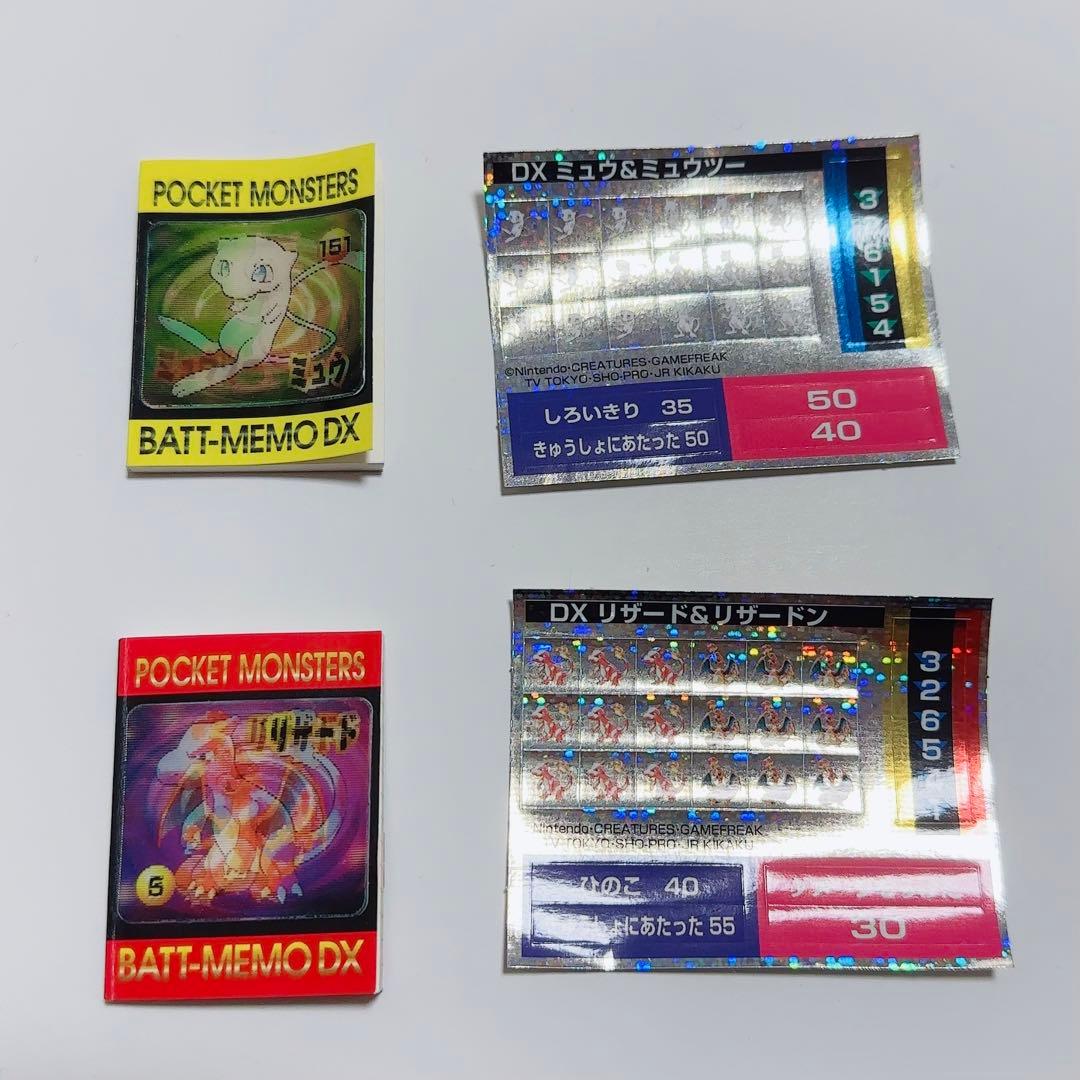 POCKET MONSTERS
151
ミュウ
BATT-MEMO DX
DX ミュウ&ミュウツー
3
6
1
5
4
©Nintendo・CREATURES・GAMEFREAK
TV TOKYO・SHO-PRO・JR KIKAKU
しろいきり 35
きゅうしょにあたった 50
50
40
POCKET MONSTERS
リザード
BATT-MEMO DX
DX リザード&リザードン
3
2
6
5
Nintendo・CREATURES・GAMEFREAK
TV TOKYO・SHO-PRO・JR KIKAKU
ひのこ 40
しょにあたった 55
30